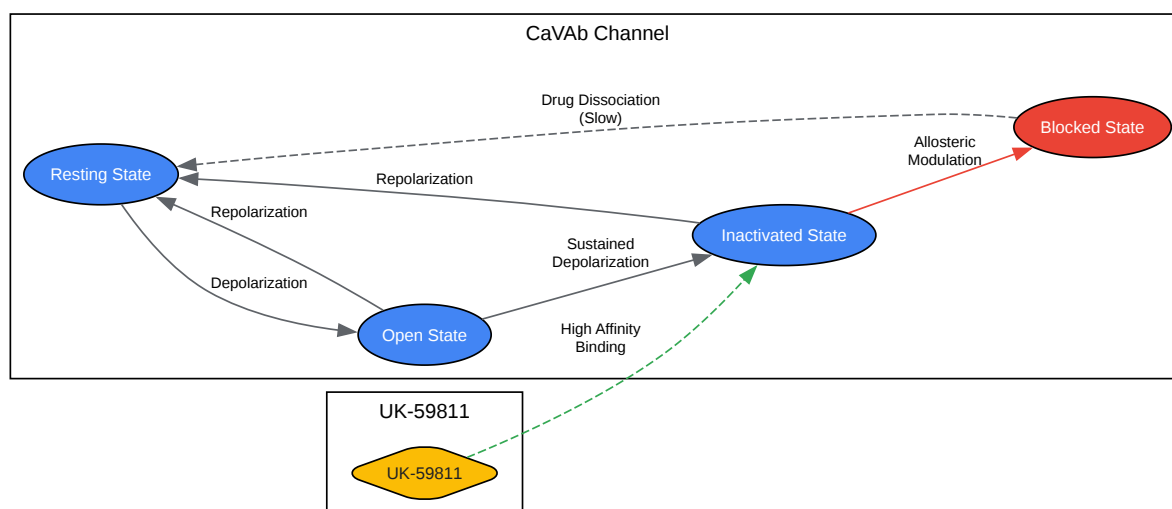 CaVAb Channel
Drug Dissociation
(Slow)
Blocked State
Allosteric
Modulation
Resting State
Repolarization
Repolarization
Inactivated State
Sustained
Depolarization
Depolarization
Open State
High Affinity
Binding
UK-59811
UK-59811